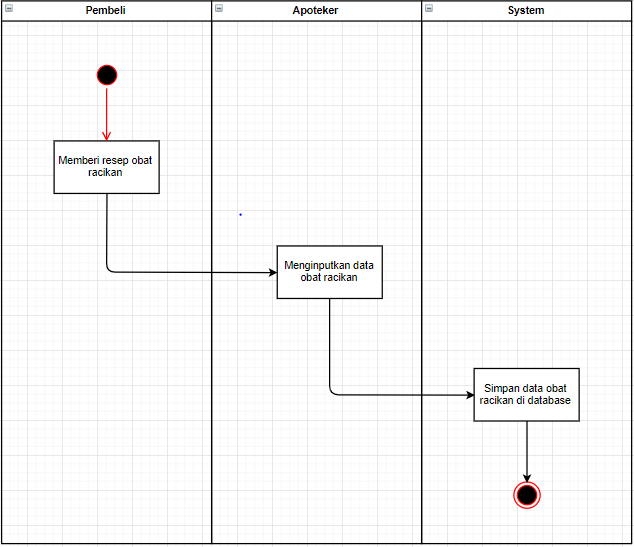 Pembeli
Apoteker
System
Memberi resep obat
racikan
Menginputkan data
obat racikan
Simpan data obat
racikan di database